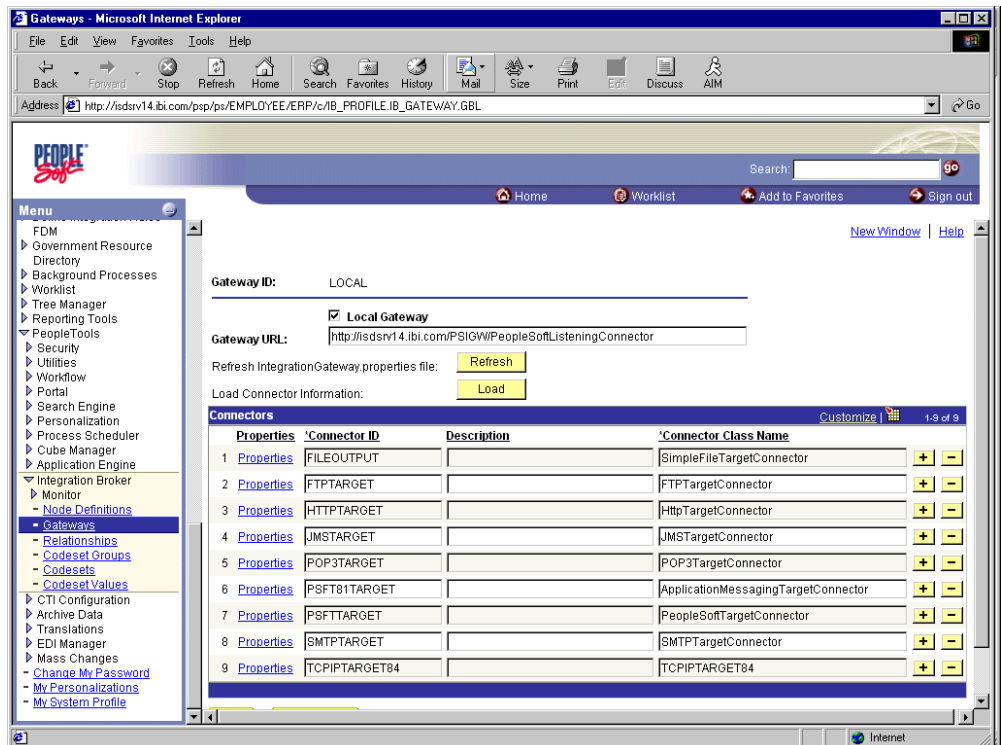 Gateways - Microsoft Internet Explorer
File Edit View Favorites Tools Help
Back Forward Stop Refresh Home Search Favorites History Mail Size Print Edit Discuss AIM
Address http://isdsrv14.ibi.com/psp/ps/EMPLOYEE/ERP/c/IB_PROFILE.IB_GATEWAY.GBL Go
PEOPLE Soft
Search: go
Home Worklist Add to Favorites Sign out
Menu
FDM
Government Resource
Directory
Background Processes
Worklist
Tree Manager
Reporting Tools
PeopleTools
Security
Utilities
Workflow
Portal
Search Engine
Personalization
Process Scheduler
Cube Manager
Application Engine
Integration Broker
Monitor
- Node Definitions
- Gateways
- Relationships
- Codeset Groups
- Codesets
- Codeset Values
CTI Configuration
Archive Data
Translations
EDI Manager
Mass Changes
- Change My Password
- My Personalizations
- My System Profile
New Window | Help
Gateway ID: LOCAL
Local Gateway
Gateway URL: http://isdsrv14.ibi.com/PSIGW/PeopleSoftListeningConnector
Refresh IntegrationGateway.properties file: Refresh
Load Connector Information: Load
Connectors Customize | 1-9 of 9
Properties *Connector ID Description *Connector Class Name
1 Properties FILEOUTPUT SimpleFileTargetConnector + −
2 Properties FTPTARGET FTPTargetConnector + −
3 Properties HTTPTARGET HttpTargetConnector + −
4 Properties JMSTARGET JMSTargetConnector + −
5 Properties POP3TARGET POP3TargetConnector + −
6 Properties PSFT81TARGET ApplicationMessagingTargetConnector + −
7 Properties PSFTTARGET PeopleSoftTargetConnector + −
8 Properties SMTPTARGET SMTPTargetConnector + −
9 Properties TCPIPTARGET84 TCPIPTARGET84 + −
Internet